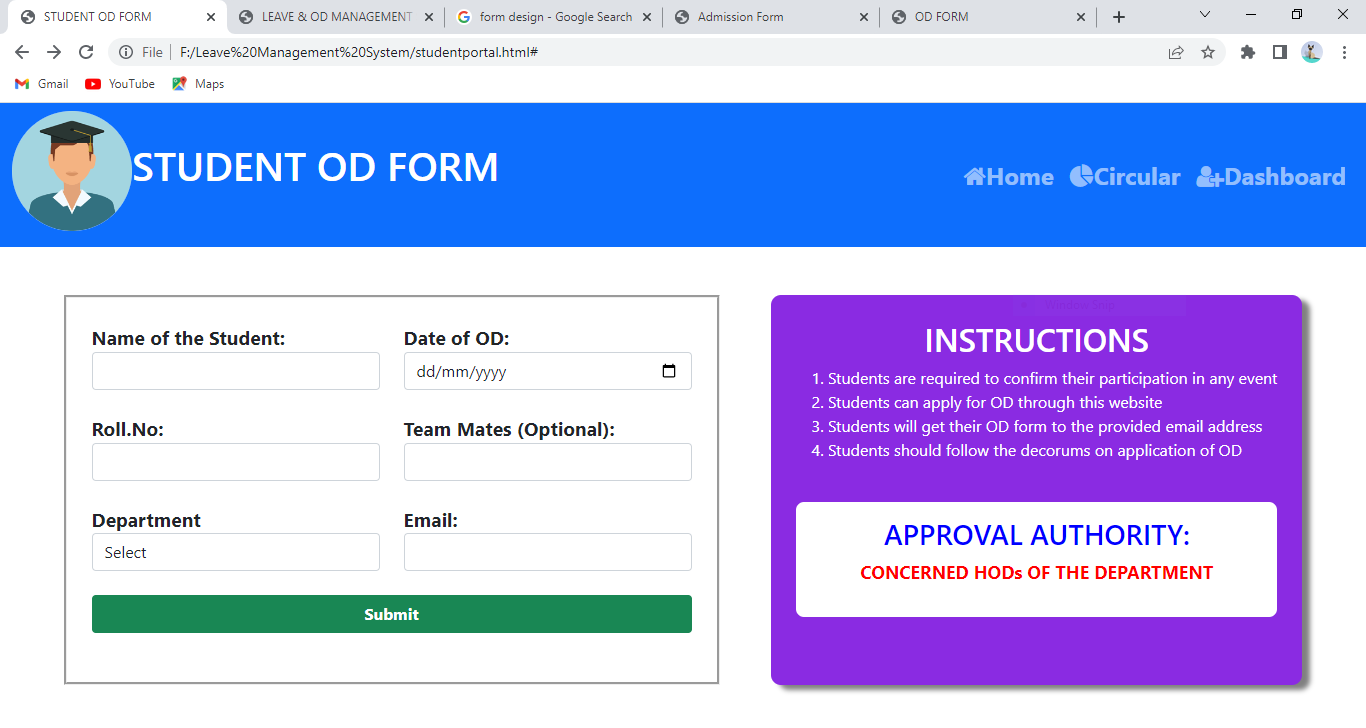 STUDENT OD FORM
LEAVE & OD MANAGEMENT
form design - Google Search
Admission Form
OD FORM
File
F:/Leave%20Management%20System/studentportal.html#
Gmail
YouTube
Maps
STUDENT OD FORM
Home
Circular
Dashboard
Name of the Student:
Date of OD:
dd/mm/yyyy
Roll.No:
Team Mates (Optional):
Department
Email:
Select
Submit
INSTRUCTIONS
1. Students are required to confirm their participation in any event
2. Students can apply for OD through this website
3. Students will get their OD form to the provided email address
4. Students should follow the decorums on application of OD
APPROVAL AUTHORITY:
CONCERNED HODs OF THE DEPARTMENT